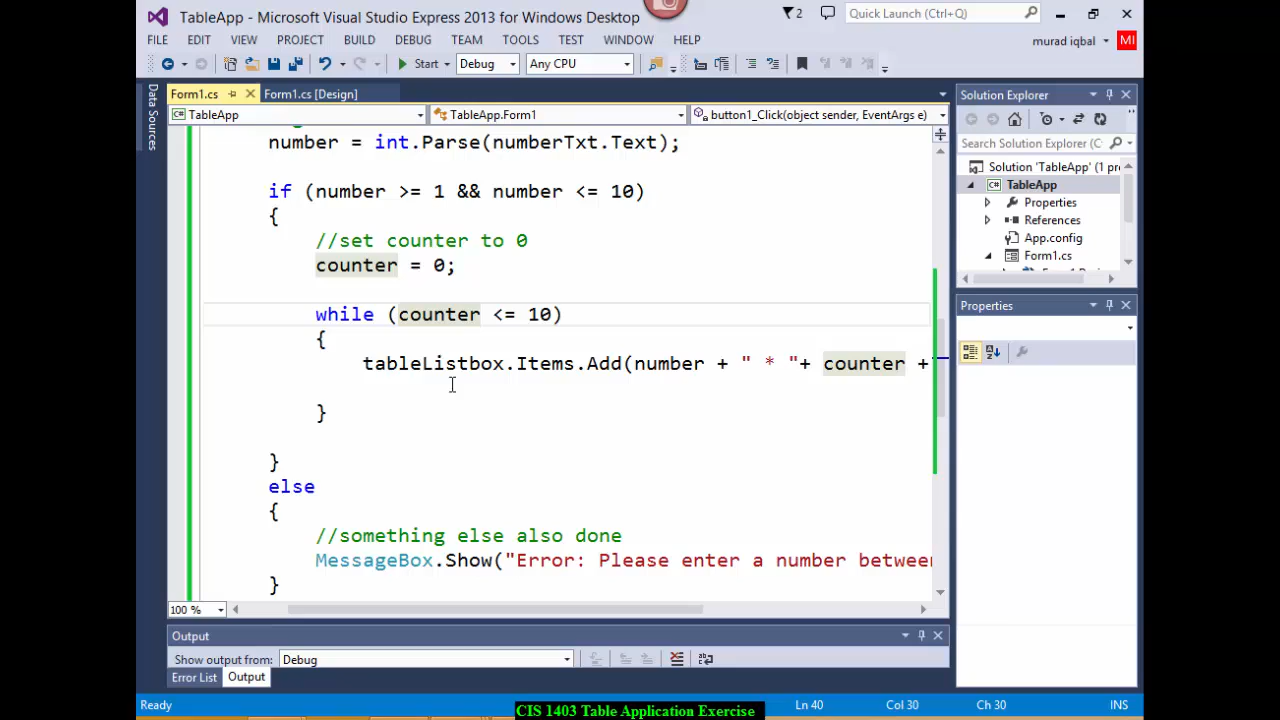 TableApp - Microsoft Visual Studio Express 2013 for Windows Desktop
2
Quick Launch (Ctrl+Q)
FILE EDIT VIEW PROJECT BUILD DEBUG TEAM TOOLS TEST WINDOW HELP
murad iqbal
MI
Start
Debug
Any CPU
Data Sources
Form1.cs
Form1.cs [Design]
TableApp
TableApp.Form1
button1_Click(object sender, EventArgs e)
number = int.Parse(numberTxt.Text);
if (number >= 1 && number <= 10)
{
//set counter to 0
counter = 0;
while (counter <= 10)
{
tableListbox.Items.Add(number + " * "+ counter +
}
}
else
{
//something else also done
MessageBox.Show("Error: Please enter a number between
}
100 %
Output
Show output from: Debug
Error List
Output
Solution Explorer
Search Solution Explorer (C
Solution 'TableApp' (1 pr
TableApp
Properties
References
App.config
Form1.cs
Properties
Ready
Ln 40
Col 30
Ch 30
INS
CIS 1403 Table Application Exercise